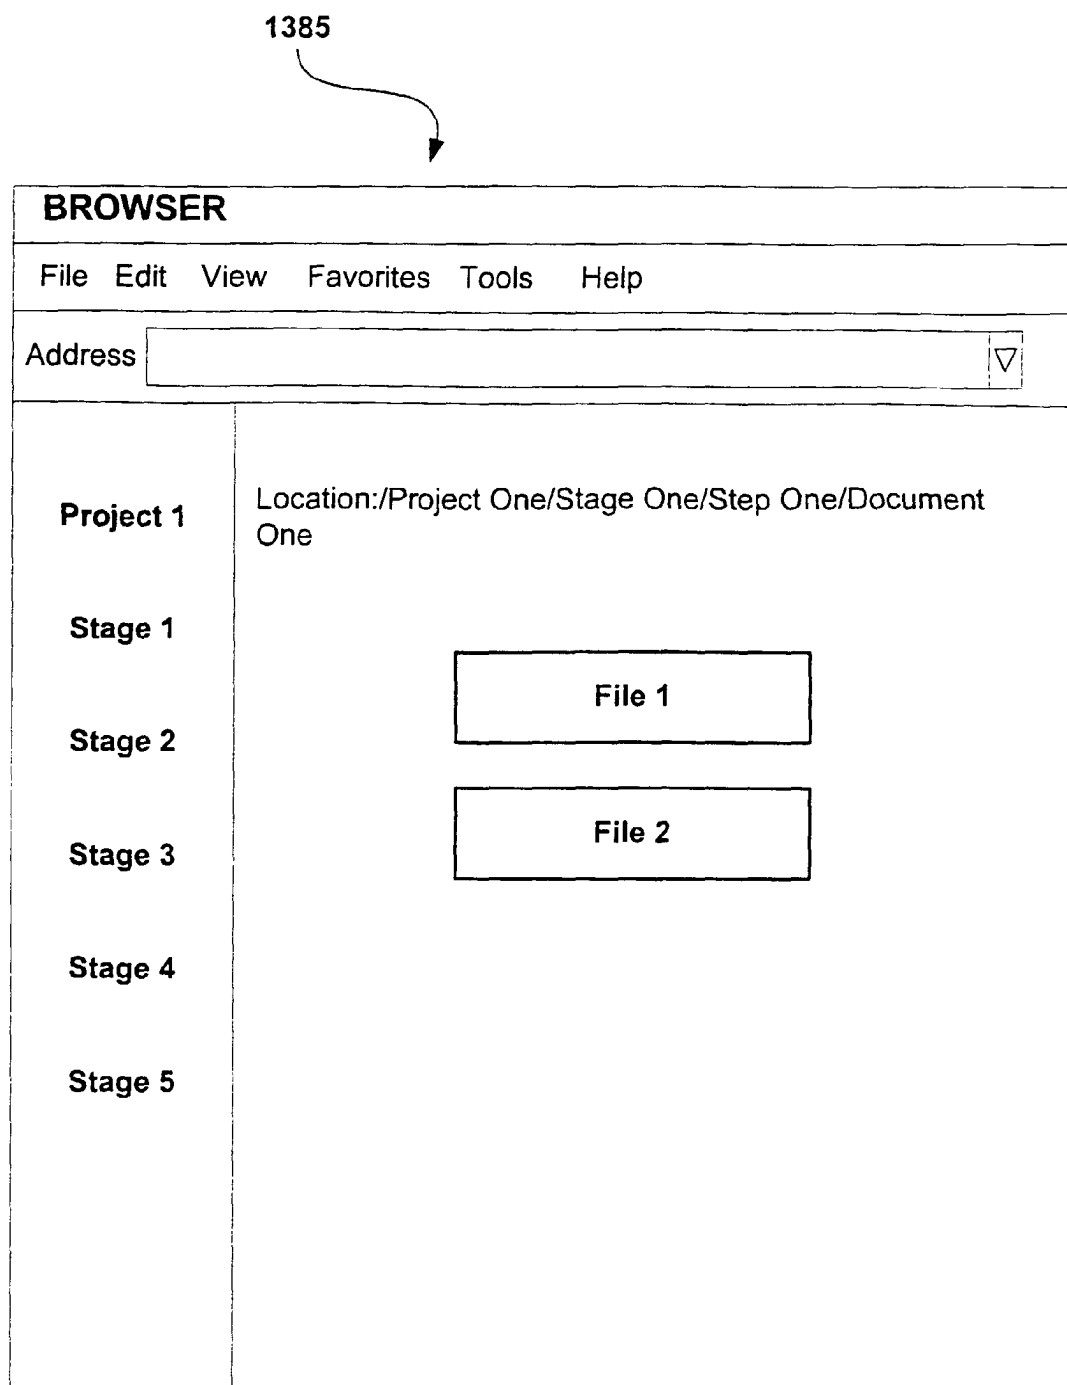 1385
BROWSER
File Edit View Favorites Tools Help
Address
Project 1
Stage 1
Stage 2
Stage 3
Stage 4
Stage 5
Location:/Project One/Stage One/Step One/Document
One
File 1
File 2